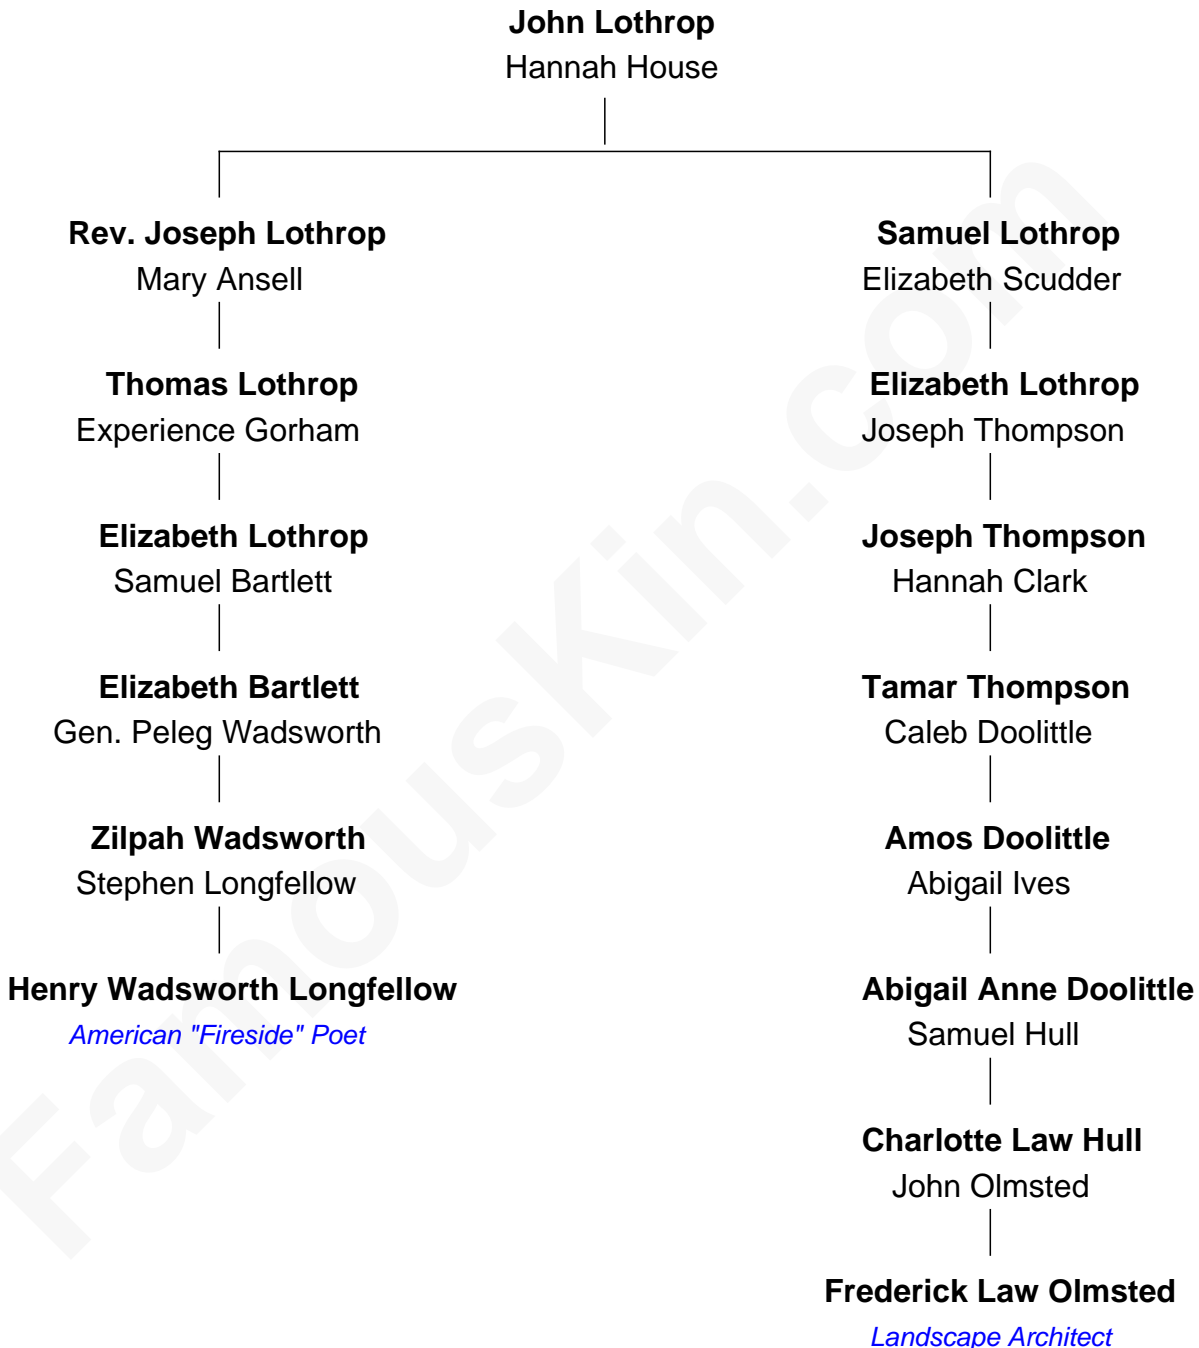 John Lothrop
Hannah House
Rev. Joseph Lothrop
Mary Ansell
Thomas Lothrop
Experience Gorham
Elizabeth Lothrop
Samuel Bartlett
Elizabeth Bartlett
Gen. Peleg Wadsworth
Zilpah Wadsworth
Stephen Longfellow
Henry Wadsworth Longfellow
American "Fireside" Poet
Samuel Lothrop
Elizabeth Scudder
Elizabeth Lothrop
Joseph Thompson
Joseph Thompson
Hannah Clark
Tamar Thompson
Caleb Doolittle
Amos Doolittle
Abigail Ives
Abigail Anne Doolittle
Samuel Hull
Charlotte Law Hull
John Olmsted
Frederick Law Olmsted
Landscape Architect
FamousKin.com